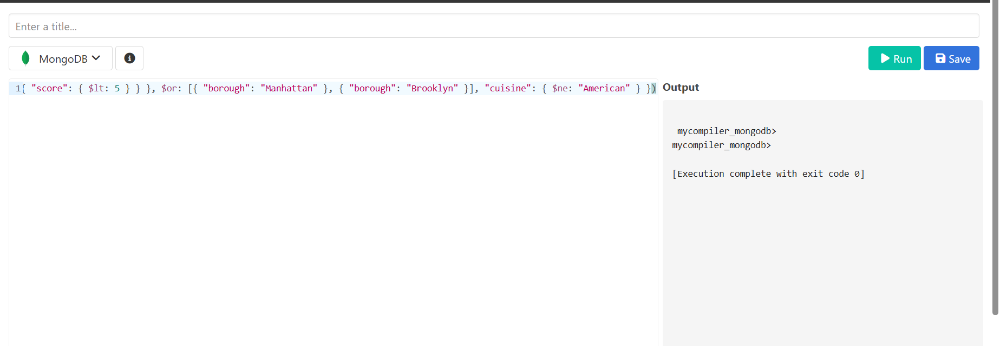 Enter a title...
MongoDB
Run
Save
1{ "score": { $lt: 5 } } }, $or: [{ "borough": "Manhattan" }, { "borough": "Brooklyn" }], "cuisine": { $ne: "American" } })
Output
mycompiler_mongodb>
mycompiler_mongodb>
[Execution complete with exit code 0]